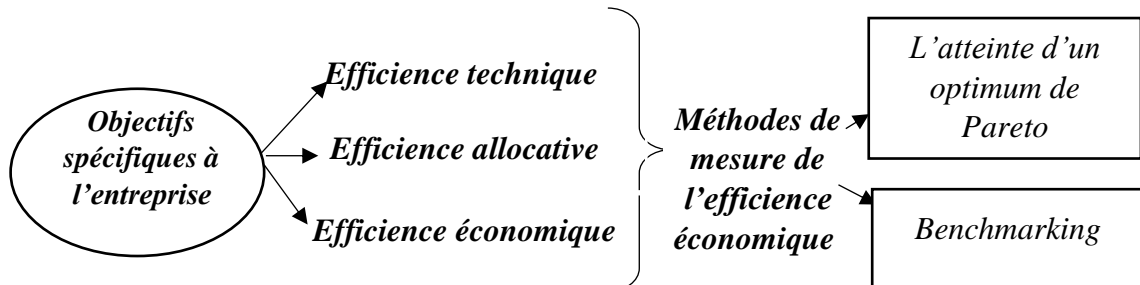 Objectifs
spécifiques à
l'entreprise
Efficience technique
Efficience allocative
Efficience économique
Méthodes de
mesure de
l'efficience
économique
L'atteinte d'un
optimum de
Pareto
Benchmarking